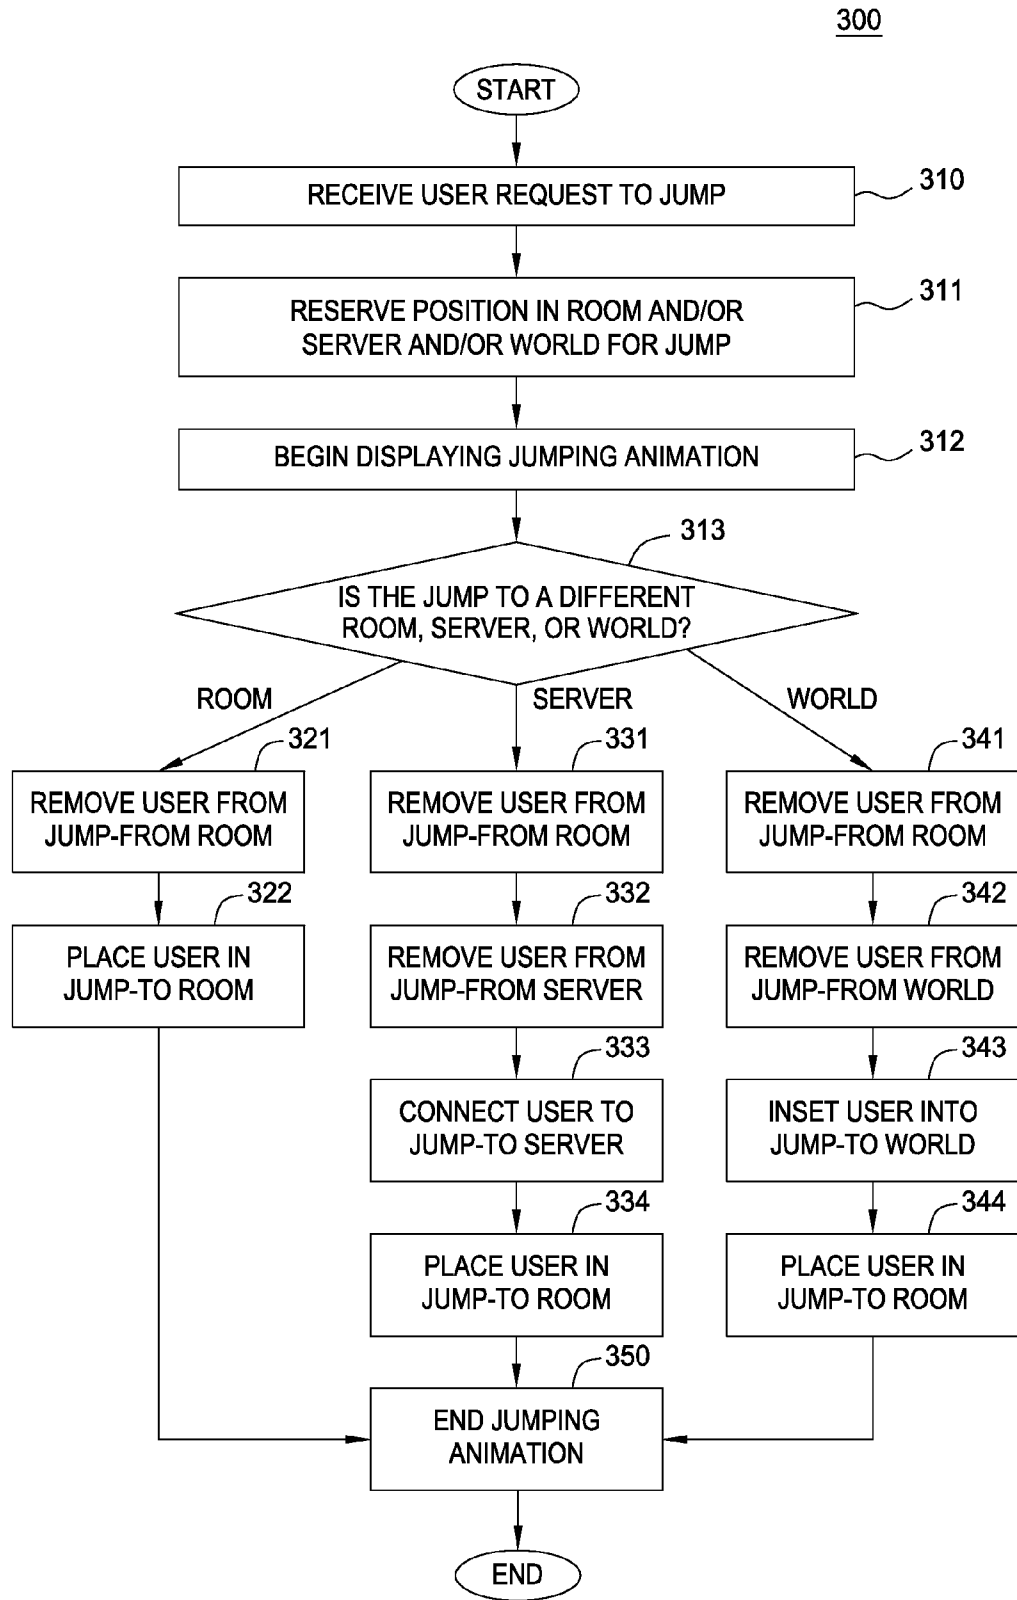 300
START
RECEIVE USER REQUEST TO JUMP
310
RESERVE POSITION IN ROOM AND/OR
SERVER AND/OR WORLD FOR JUMP
311
BEGIN DISPLAYING JUMPING ANIMATION
312
313
IS THE JUMP TO A DIFFERENT
ROOM, SERVER, OR WORLD?
ROOM
SERVER
WORLD
321
REMOVE USER FROM
JUMP-FROM ROOM
322
PLACE USER IN
JUMP-TO ROOM
331
REMOVE USER FROM
JUMP-FROM ROOM
332
REMOVE USER FROM
JUMP-FROM SERVER
333
CONNECT USER TO
JUMP-TO SERVER
334
PLACE USER IN
JUMP-TO ROOM
341
REMOVE USER FROM
JUMP-FROM ROOM
342
REMOVE USER FROM
JUMP-FROM WORLD
343
INSET USER INTO
JUMP-TO WORLD
344
PLACE USER IN
JUMP-TO ROOM
350
END JUMPING
ANIMATION
END